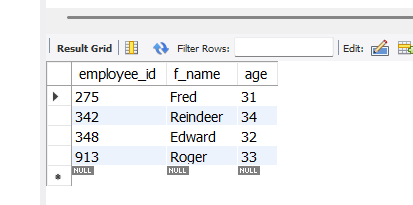 Result Grid Filter Rows: Edit:
employee_id f_name age
275 Fred 31
342 Reindeer 34
348 Edward 32
913 Roger 33
NULL NULL NULL